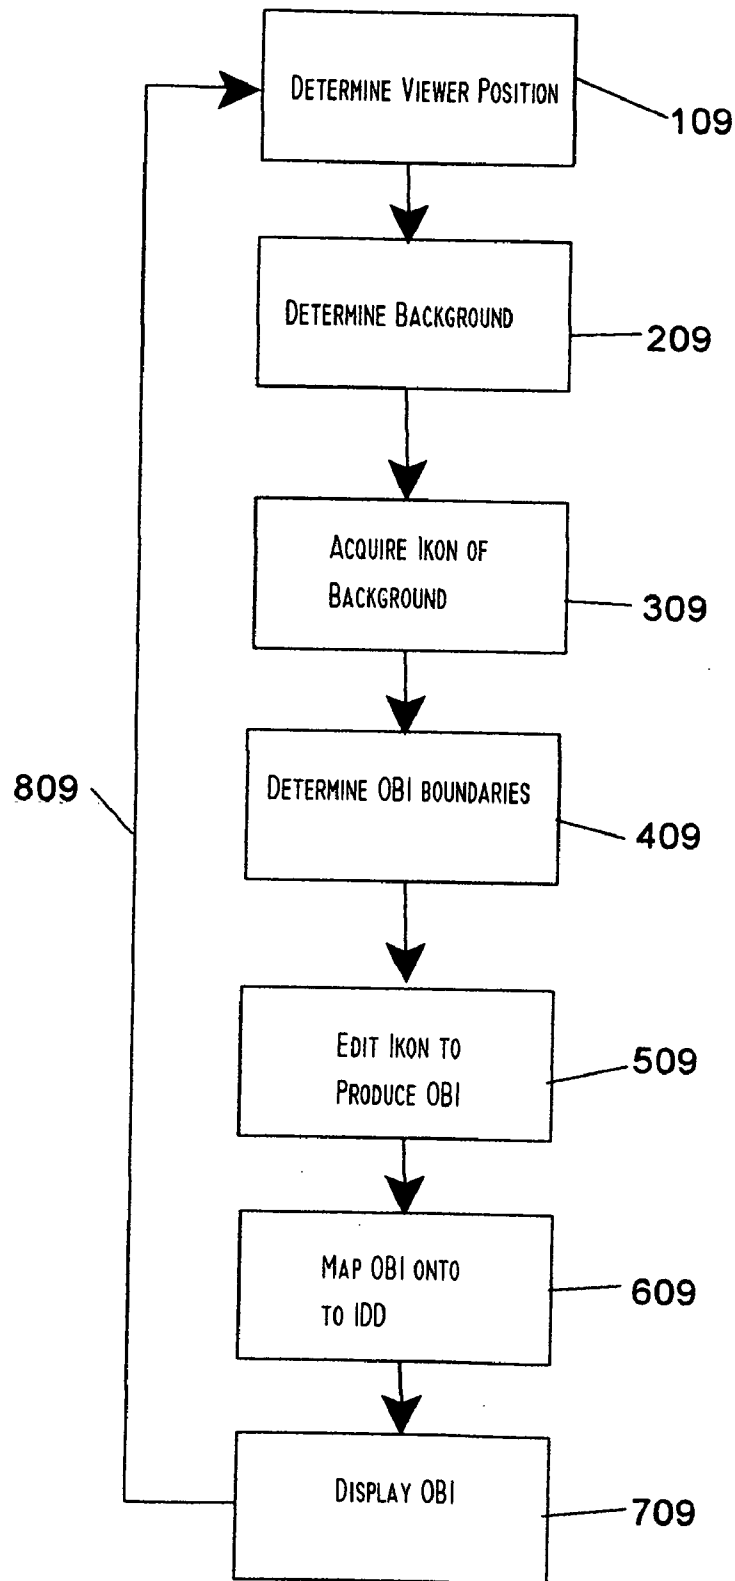 DETERMINE VIEWER POSITION
109
DETERMINE BACKGROUND
209
ACQUIRE IKON OF
BACKGROUND
309
DETERMINE OBI BOUNDARIES
809
409
EDIT IKON TO
PRODUCE OBI
509
MAP OBI ONTO
TO IDD
609
DISPLAY OBI
709